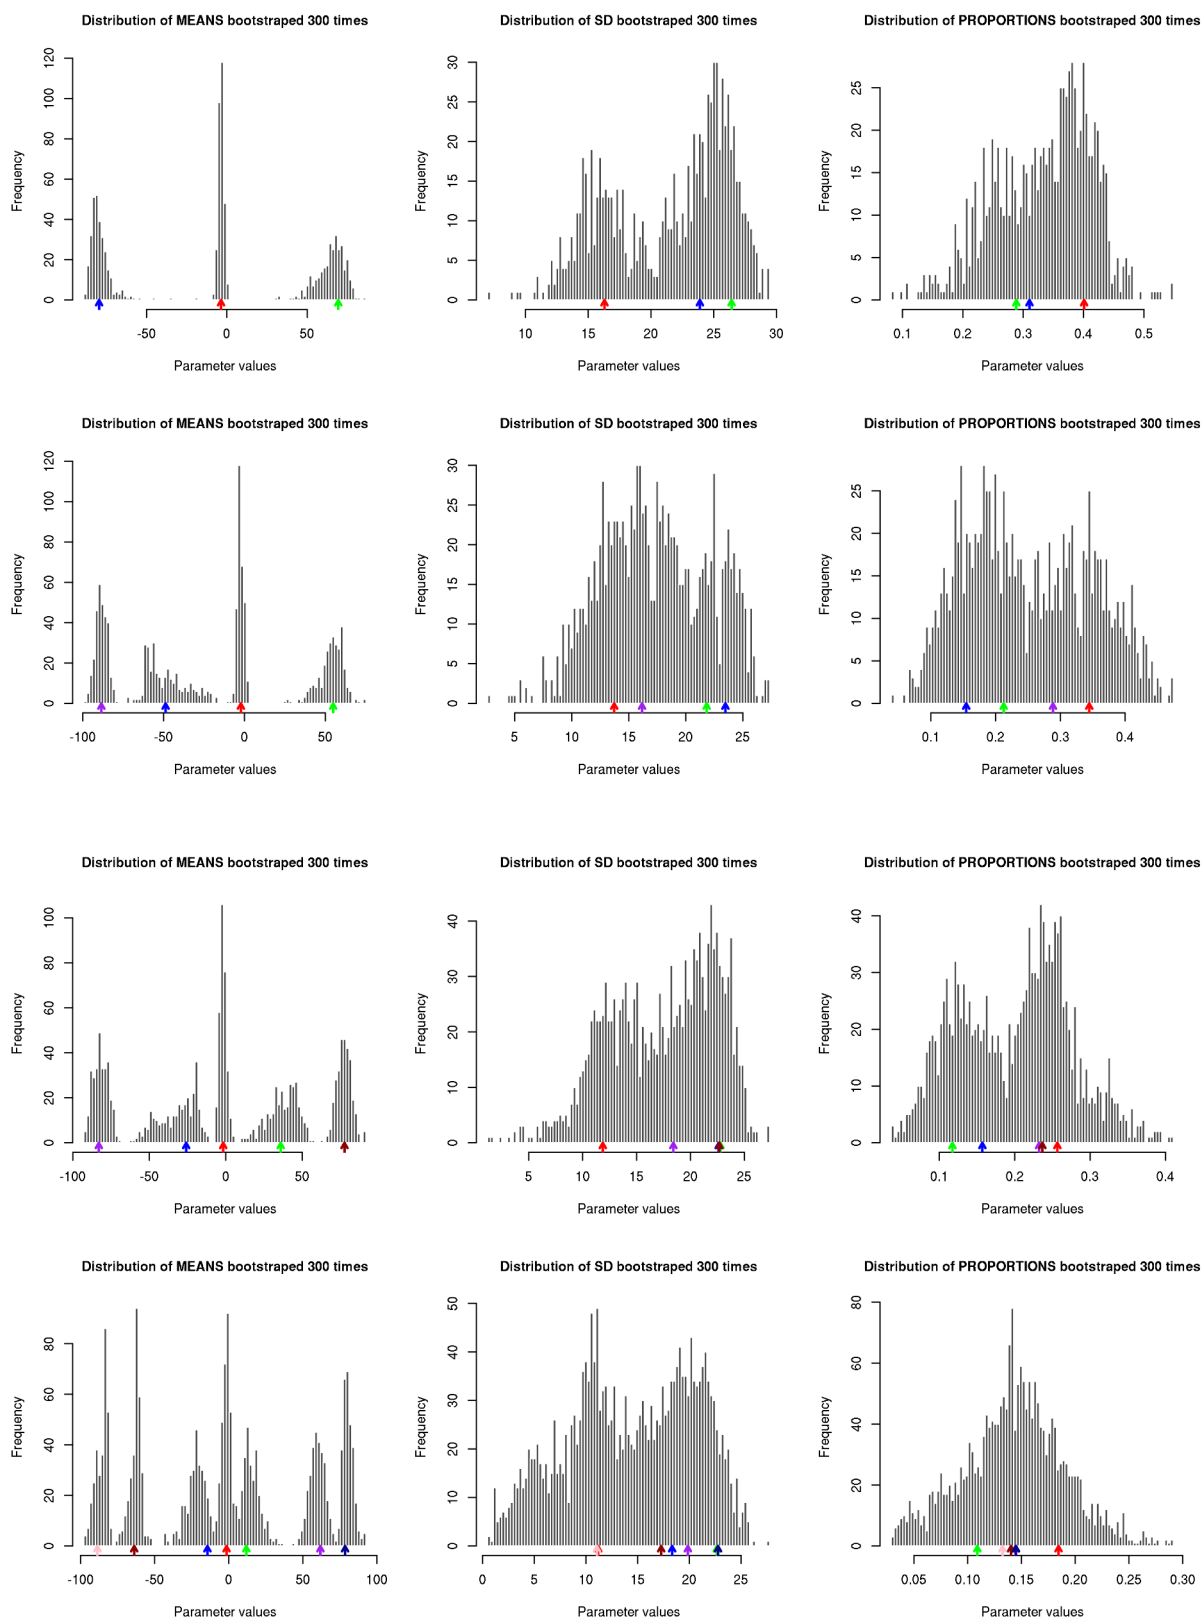 Distribution of MEANS bootstraped 300 times
Distribution of SD bootstraped 300 times
Distribution of PROPORTIONS bootstraped 300 times
Frequency
0 20 40 60 80 100 120
-50 0 50
Parameter values
Frequency
0 5 10 15 20 25 30
10 15 20 25 30
Parameter values
Frequency
0 5 10 15 20 25
0.1 0.2 0.3 0.4 0.5
Parameter values
Distribution of MEANS bootstraped 300 times
Distribution of SD bootstraped 300 times
Distribution of PROPORTIONS bootstraped 300 times
Frequency
0 20 40 60 80 100 120
-100 -50 0 50
Parameter values
Frequency
0 5 10 15 20 25 30
5 10 15 20 25
Parameter values
Frequency
0 5 10 15 20 25
0.1 0.2 0.3 0.4
Parameter values
Distribution of MEANS bootstraped 300 times
Distribution of SD bootstraped 300 times
Distribution of PROPORTIONS bootstraped 300 times
Frequency
0 20 40 60 80 100
-100 -50 0 50
Parameter values
Frequency
0 10 20 30 40
5 10 15 20 25
Parameter values
Frequency
0 10 20 30 40
0.1 0.2 0.3 0.4
Parameter values
Distribution of MEANS bootstraped 300 times
Distribution of SD bootstraped 300 times
Distribution of PROPORTIONS bootstraped 300 times
Frequency
0 20 40 60 80
-100 -50 0 50 100
Parameter values
Frequency
0 10 20 30 40 50
0 5 10 15 20 25
Parameter values
Frequency
0 20 40 60 80
0.05 0.10 0.15 0.20 0.25 0.30
Parameter values